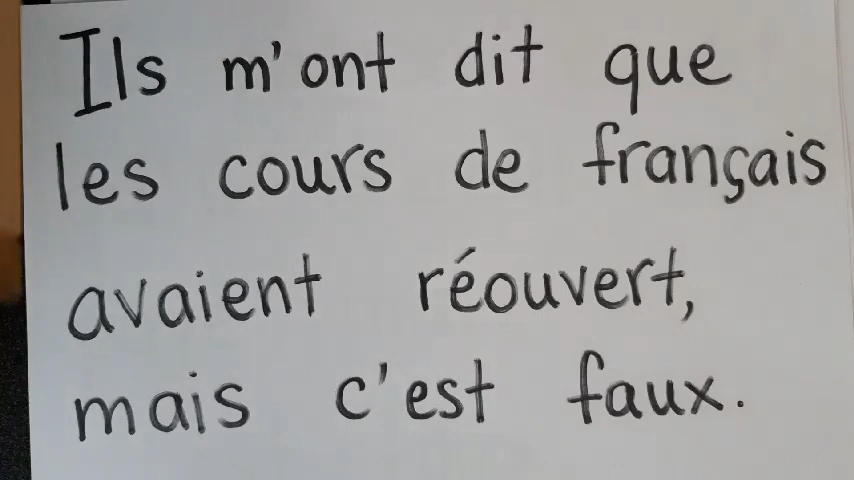 Ils m'ont dit que
les cours de français
avaient réouvert,
mais c'est faux.